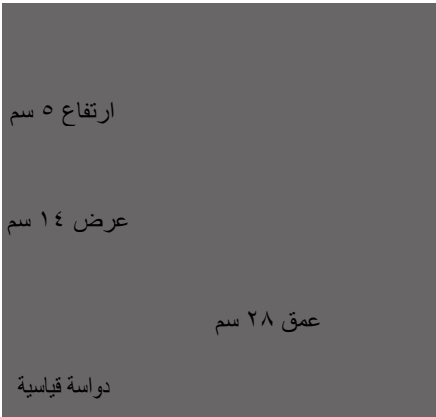 ارتفاع ٥ سم
عرض ١٤ سم
عمق ٢٨ سم
دواسة قياسية